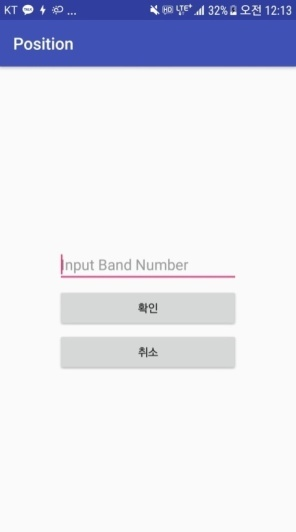 KT ... HD LTE+ 32% 오전 12:13
Position
Input Band Number
확인
취소